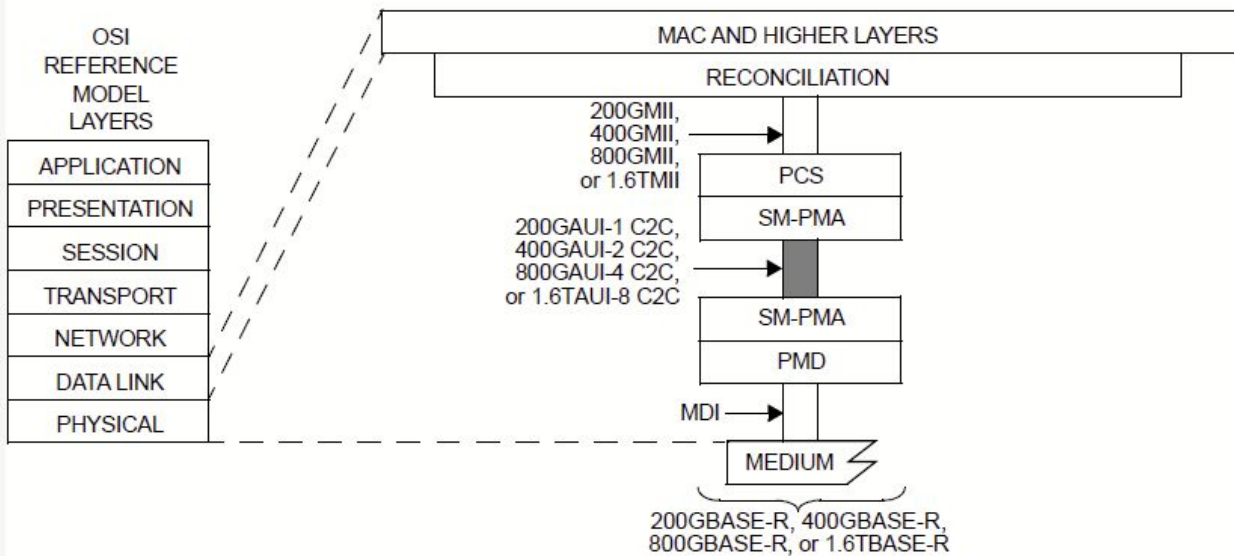 OSI
REFERENCE
MODEL
LAYERS
APPLICATION
PRESENTATION
SESSION
TRANSPORT
NETWORK
DATA LINK
PHYSICAL
MAC AND HIGHER LAYERS
RECONCILIATION
200GMII,
400GMII,
800GMII,
or 1.6TMII
PCS
SM-PMA
200GAUI-1 C2C,
400GAUI-2 C2C,
800GAUI-4 C2C,
or 1.6TAUI-8 C2C
SM-PMA
PMD
MDI
MEDIUM
200GBASE-R, 400GBASE-R,
800GBASE-R, or 1.6TBASE-R